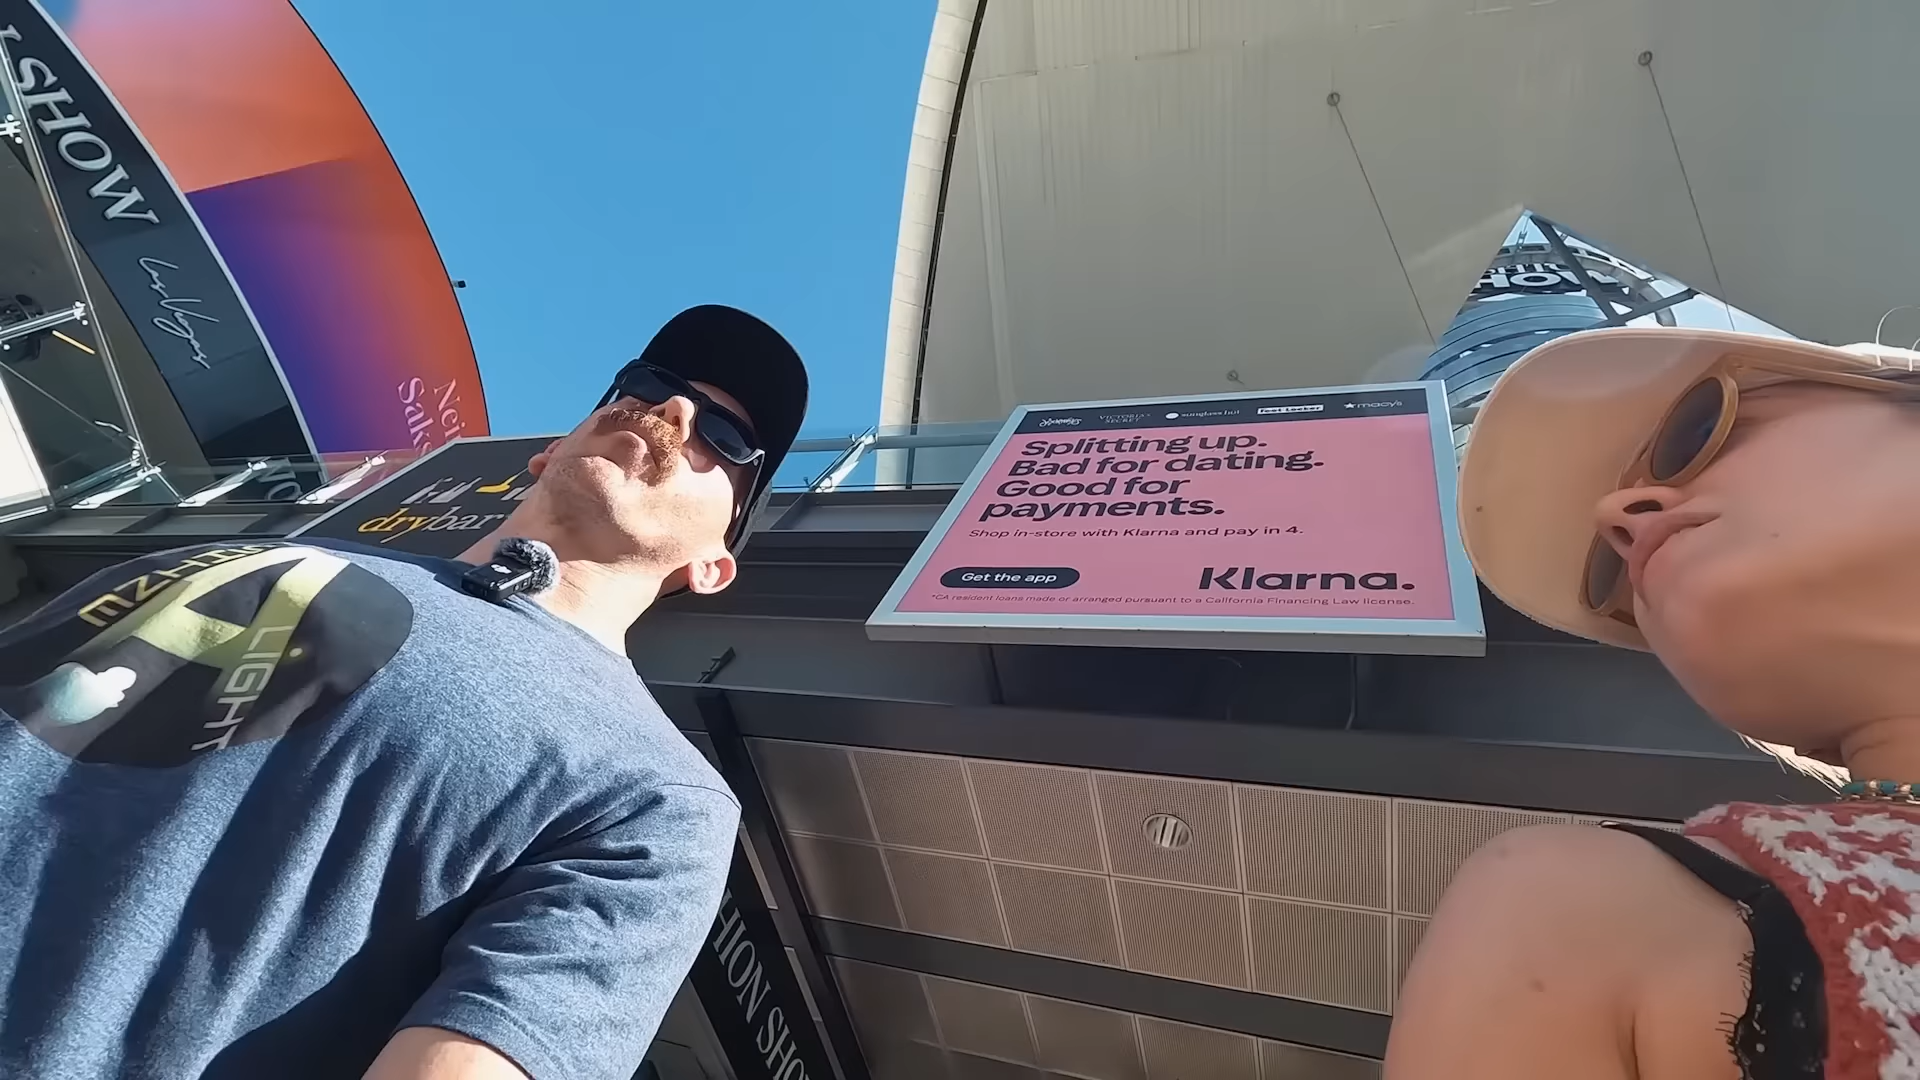 SHOW
Las Vegas
Nei
Saks
drybar
VICTORIA'S SECRET
sunglass hut
Foot Locker
macy's
Splitting up.
Bad for dating.
Good for
payments.
Shop in-store with Klarna and pay in 4.
Get the app
Klarna.
*CA resident loans made or arranged pursuant to a California Financing Law license.
SHOW
LIGHT
HION SHO